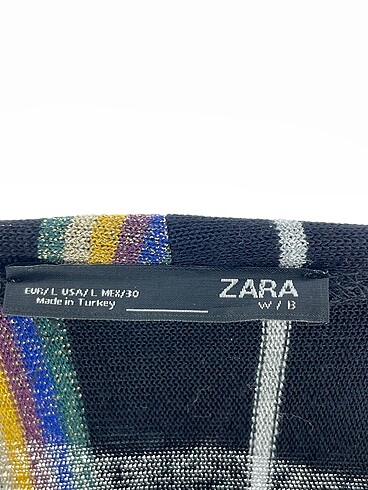 EUR/L USA/L MEX/30
Made in Turkey
ZARA
W/B